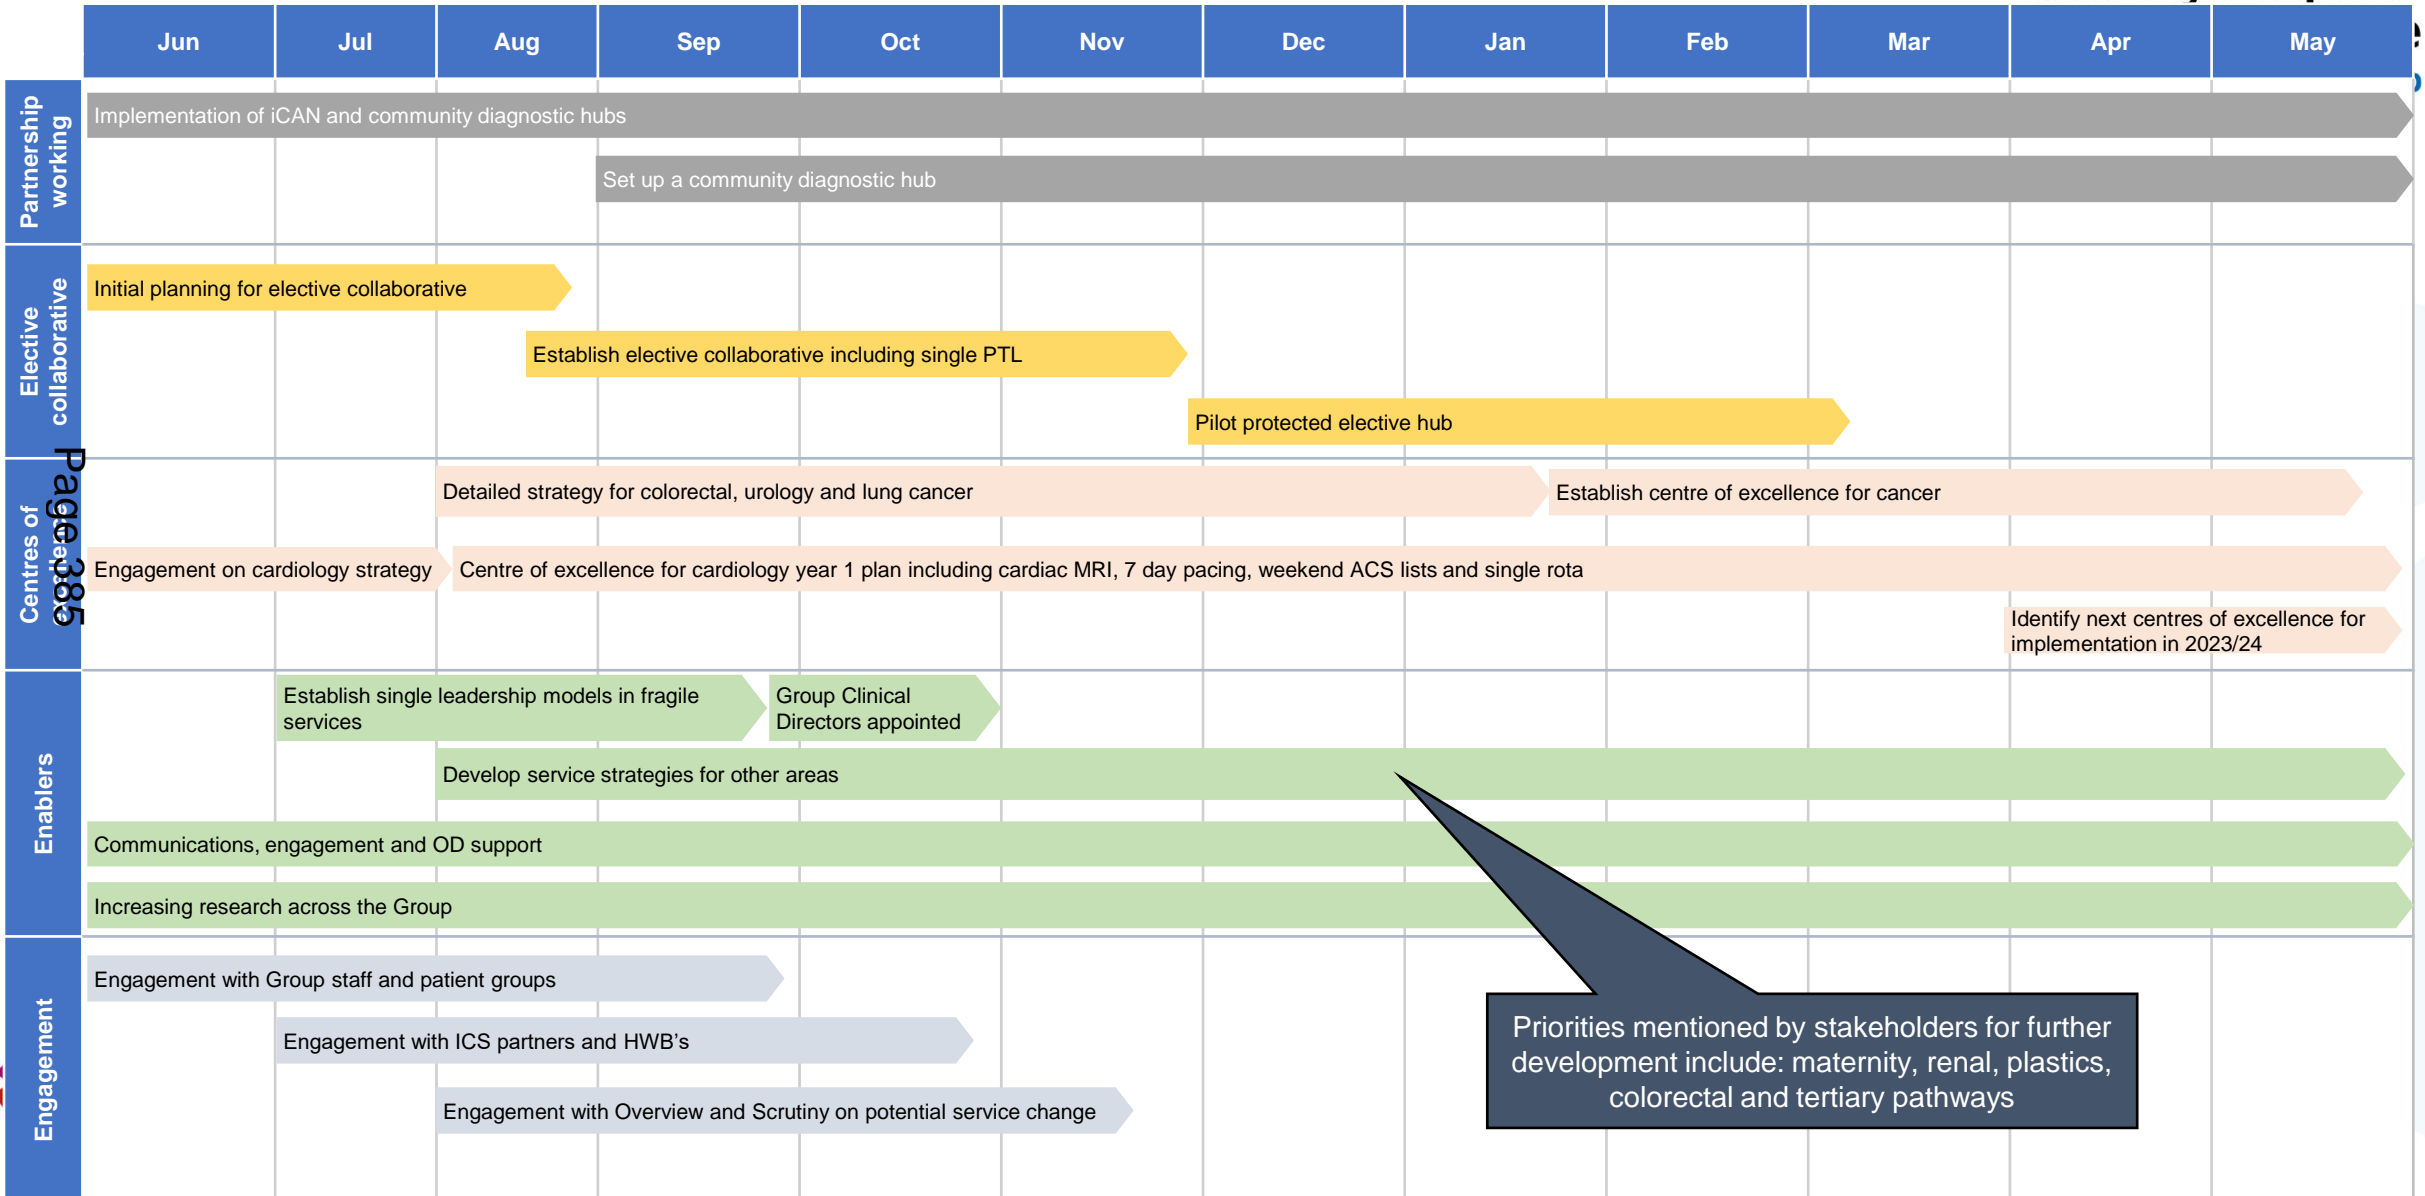 Jun Jul Aug Sep Oct Nov Dec Jan Feb Mar Apr May
Partnership
working
Implementation of iCAN and community diagnostic hubs
Set up a community diagnostic hub
Elective
collaborative
Initial planning for elective collaborative
Establish elective collaborative including single PTL
Pilot protected elective hub
Centres of
excellence
Page 385
Detailed strategy for colorectal, urology and lung cancer
Establish centre of excellence for cancer
Engagement on cardiology strategy
Centre of excellence for cardiology year 1 plan including cardiac MRI, 7 day pacing, weekend ACS lists and single rota
Identify next centres of excellence for
implementation in 2023/24
Enablers
Establish single leadership models in fragile
services
Group Clinical
Directors appointed
Develop service strategies for other areas
Communications, engagement and OD support
Increasing research across the Group
Engagement
Engagement with Group staff and patient groups
Engagement with ICS partners and HWB’s
Engagement with Overview and Scrutiny on potential service change
Priorities mentioned by stakeholders for further
development include: maternity, renal, plastics,
colorectal and tertiary pathways